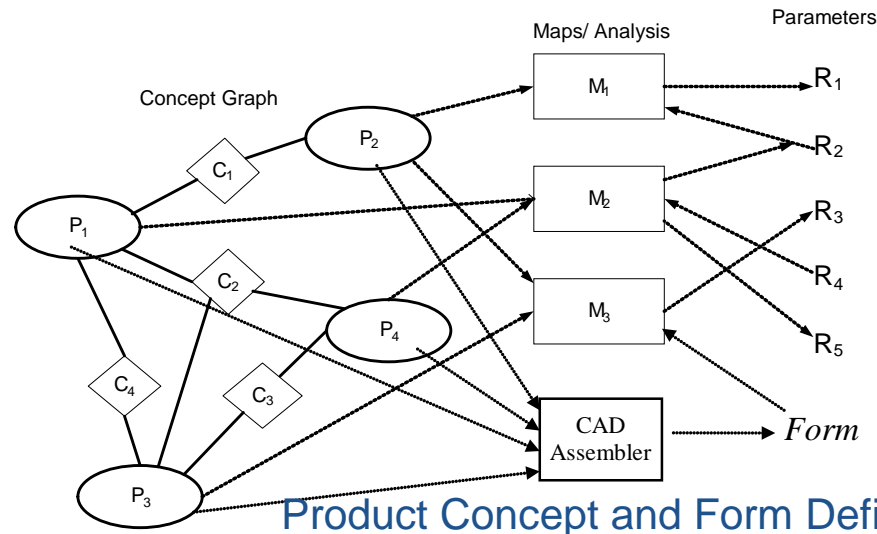 Parameters
Maps/ Analysis
Concept Graph
M1
R1
P2
R2
C1
M2
R3
P1
C2
R4
M3
P4
R5
C4
C3
CAD
Assembler
Form
P3
Product Concept and Form Defi